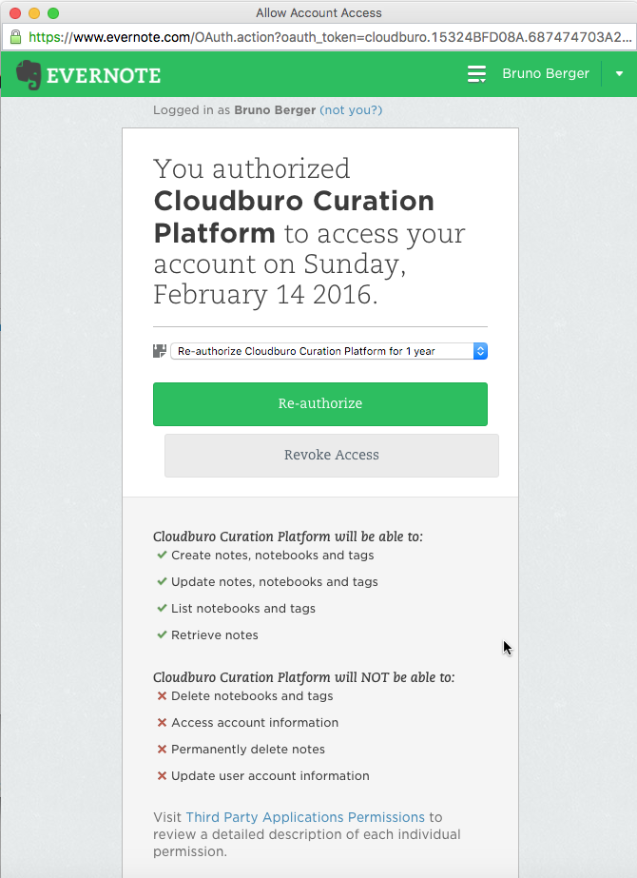 Allow Account Access
https://www.evernote.com/OAuth.action?oauth_token=cloudburo.15324BFD08A.687474703A2...
EVERNOTE
Bruno Berger
Logged in as Bruno Berger (not you?)
You authorized
Cloudburo Curation
Platform to access your
account on Sunday,
February 14 2016.
Re-authorize Cloudburo Curation Platform for 1 year
Re-authorize
Revoke Access
Cloudburo Curation Platform will be able to:
Create notes, notebooks and tags
Update notes, notebooks and tags
List notebooks and tags
Retrieve notes
Cloudburo Curation Platform will NOT be able to:
Delete notebooks and tags
Access account information
Permanently delete notes
Update user account information
Visit Third Party Applications Permissions to
review a detailed description of each individual
permission.